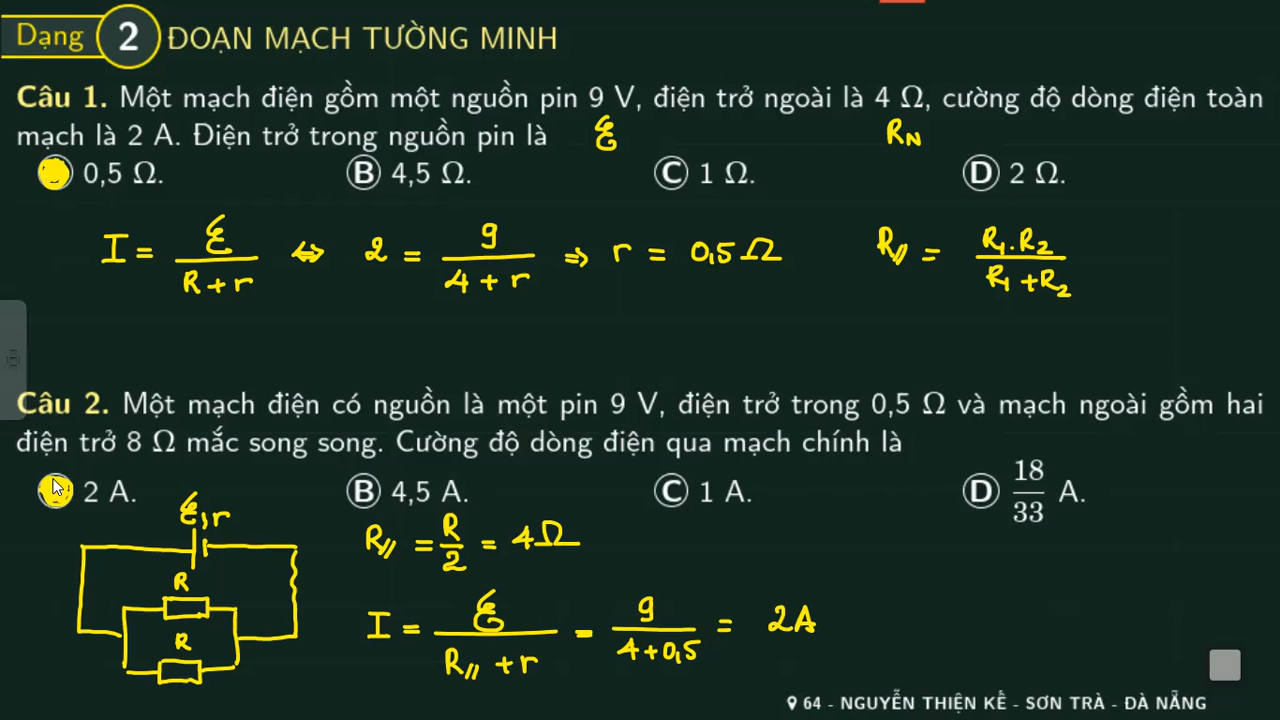 Dạng 2 ĐOẠN MẠCH TƯỜNG MINH
Câu 1. Một mạch điện gồm một nguồn pin 9 V, điện trở ngoài là 4 Ω, cường độ dòng điện toàn
mạch là 2 A. Điện trở trong nguồn pin là
ℰ R_N
0,5 Ω. B 4,5 Ω. C 1 Ω. D 2 Ω.
I = ℰ/(R+r) ⇔ 2 = 9/(4+r) ⇒ r = 0,5Ω R// = R1.R2/(R1+R2)
Câu 2. Một mạch điện có nguồn là một pin 9 V, điện trở trong 0,5 Ω và mạch ngoài gồm hai
điện trở 8 Ω mắc song song. Cường độ dòng điện qua mạch chính là
2 A. B 4,5 A. C 1 A. D 18/33 A.
ℰ,r
R
R
R// = R/2 = 4Ω
I = ℰ/(R// + r) = 9/(4+0,5) = 2A
64 - NGUYỄN THIỆN KẾ - SƠN TRÀ - ĐÀ NẴNG